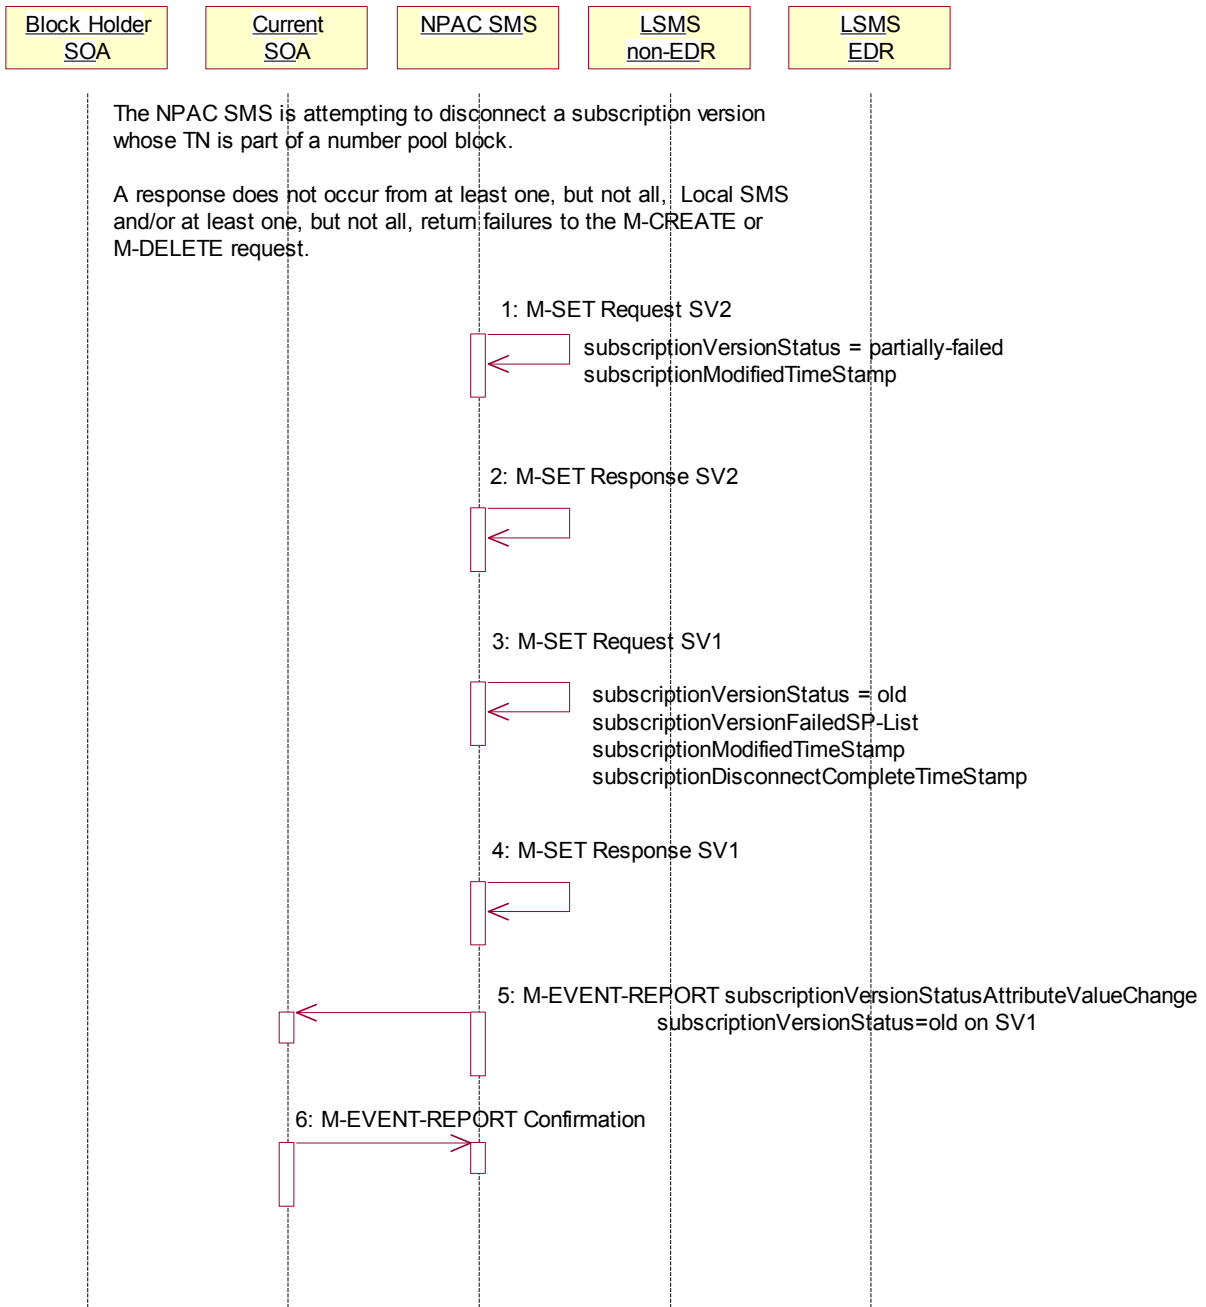 Block Holder
SOA
Current
SOA
NPAC SMS
LSMS
non-EDR
LSMS
EDR
The NPAC SMS is attempting to disconnect a subscription version
whose TN is part of a number pool block.
A response does not occur from at least one, but not all, Local SMS
and/or at least one, but not all, return failures to the M-CREATE or
M-DELETE request.
1: M-SET Request SV2
subscriptionVersionStatus = partially-failed
subscriptionModifiedTimeStamp
2: M-SET Response SV2
3: M-SET Request SV1
subscriptionVersionStatus = old
subscriptionVersionFailedSP-List
subscriptionModifiedTimeStamp
subscriptionDisconnectCompleteTimeStamp
4: M-SET Response SV1
5: M-EVENT-REPORT subscriptionVersionStatusAttributeValueChange
subscriptionVersionStatus=old on SV1
6: M-EVENT-REPORT Confirmation